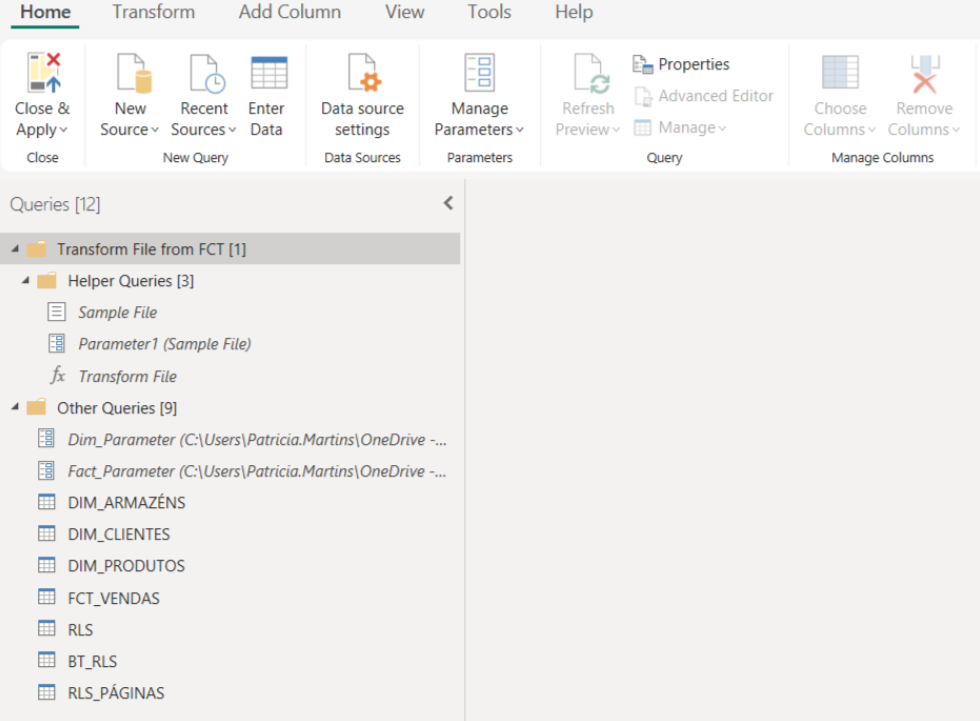 Home Transform Add Column View Tools Help
Close & Apply
New Source
Recent Sources
Enter Data
Data source settings
Manage Parameters
Refresh Preview
Properties
Advanced Editor
Manage
Choose Columns
Remove Columns
Close
New Query
Data Sources
Parameters
Query
Manage Columns
Queries [12]
Transform File from FCT [1]
Helper Queries [3]
Sample File
Parameter1 (Sample File)
fx Transform File
Other Queries [9]
Dim_Parameter (C:\Users\Patricia.Martins\OneDrive -...
Fact_Parameter (C:\Users\Patricia.Martins\OneDrive -...
DIM_ARMAZÉNS
DIM_CLIENTES
DIM_PRODUTOS
FCT_VENDAS
RLS
BT_RLS
RLS_PÁGINAS